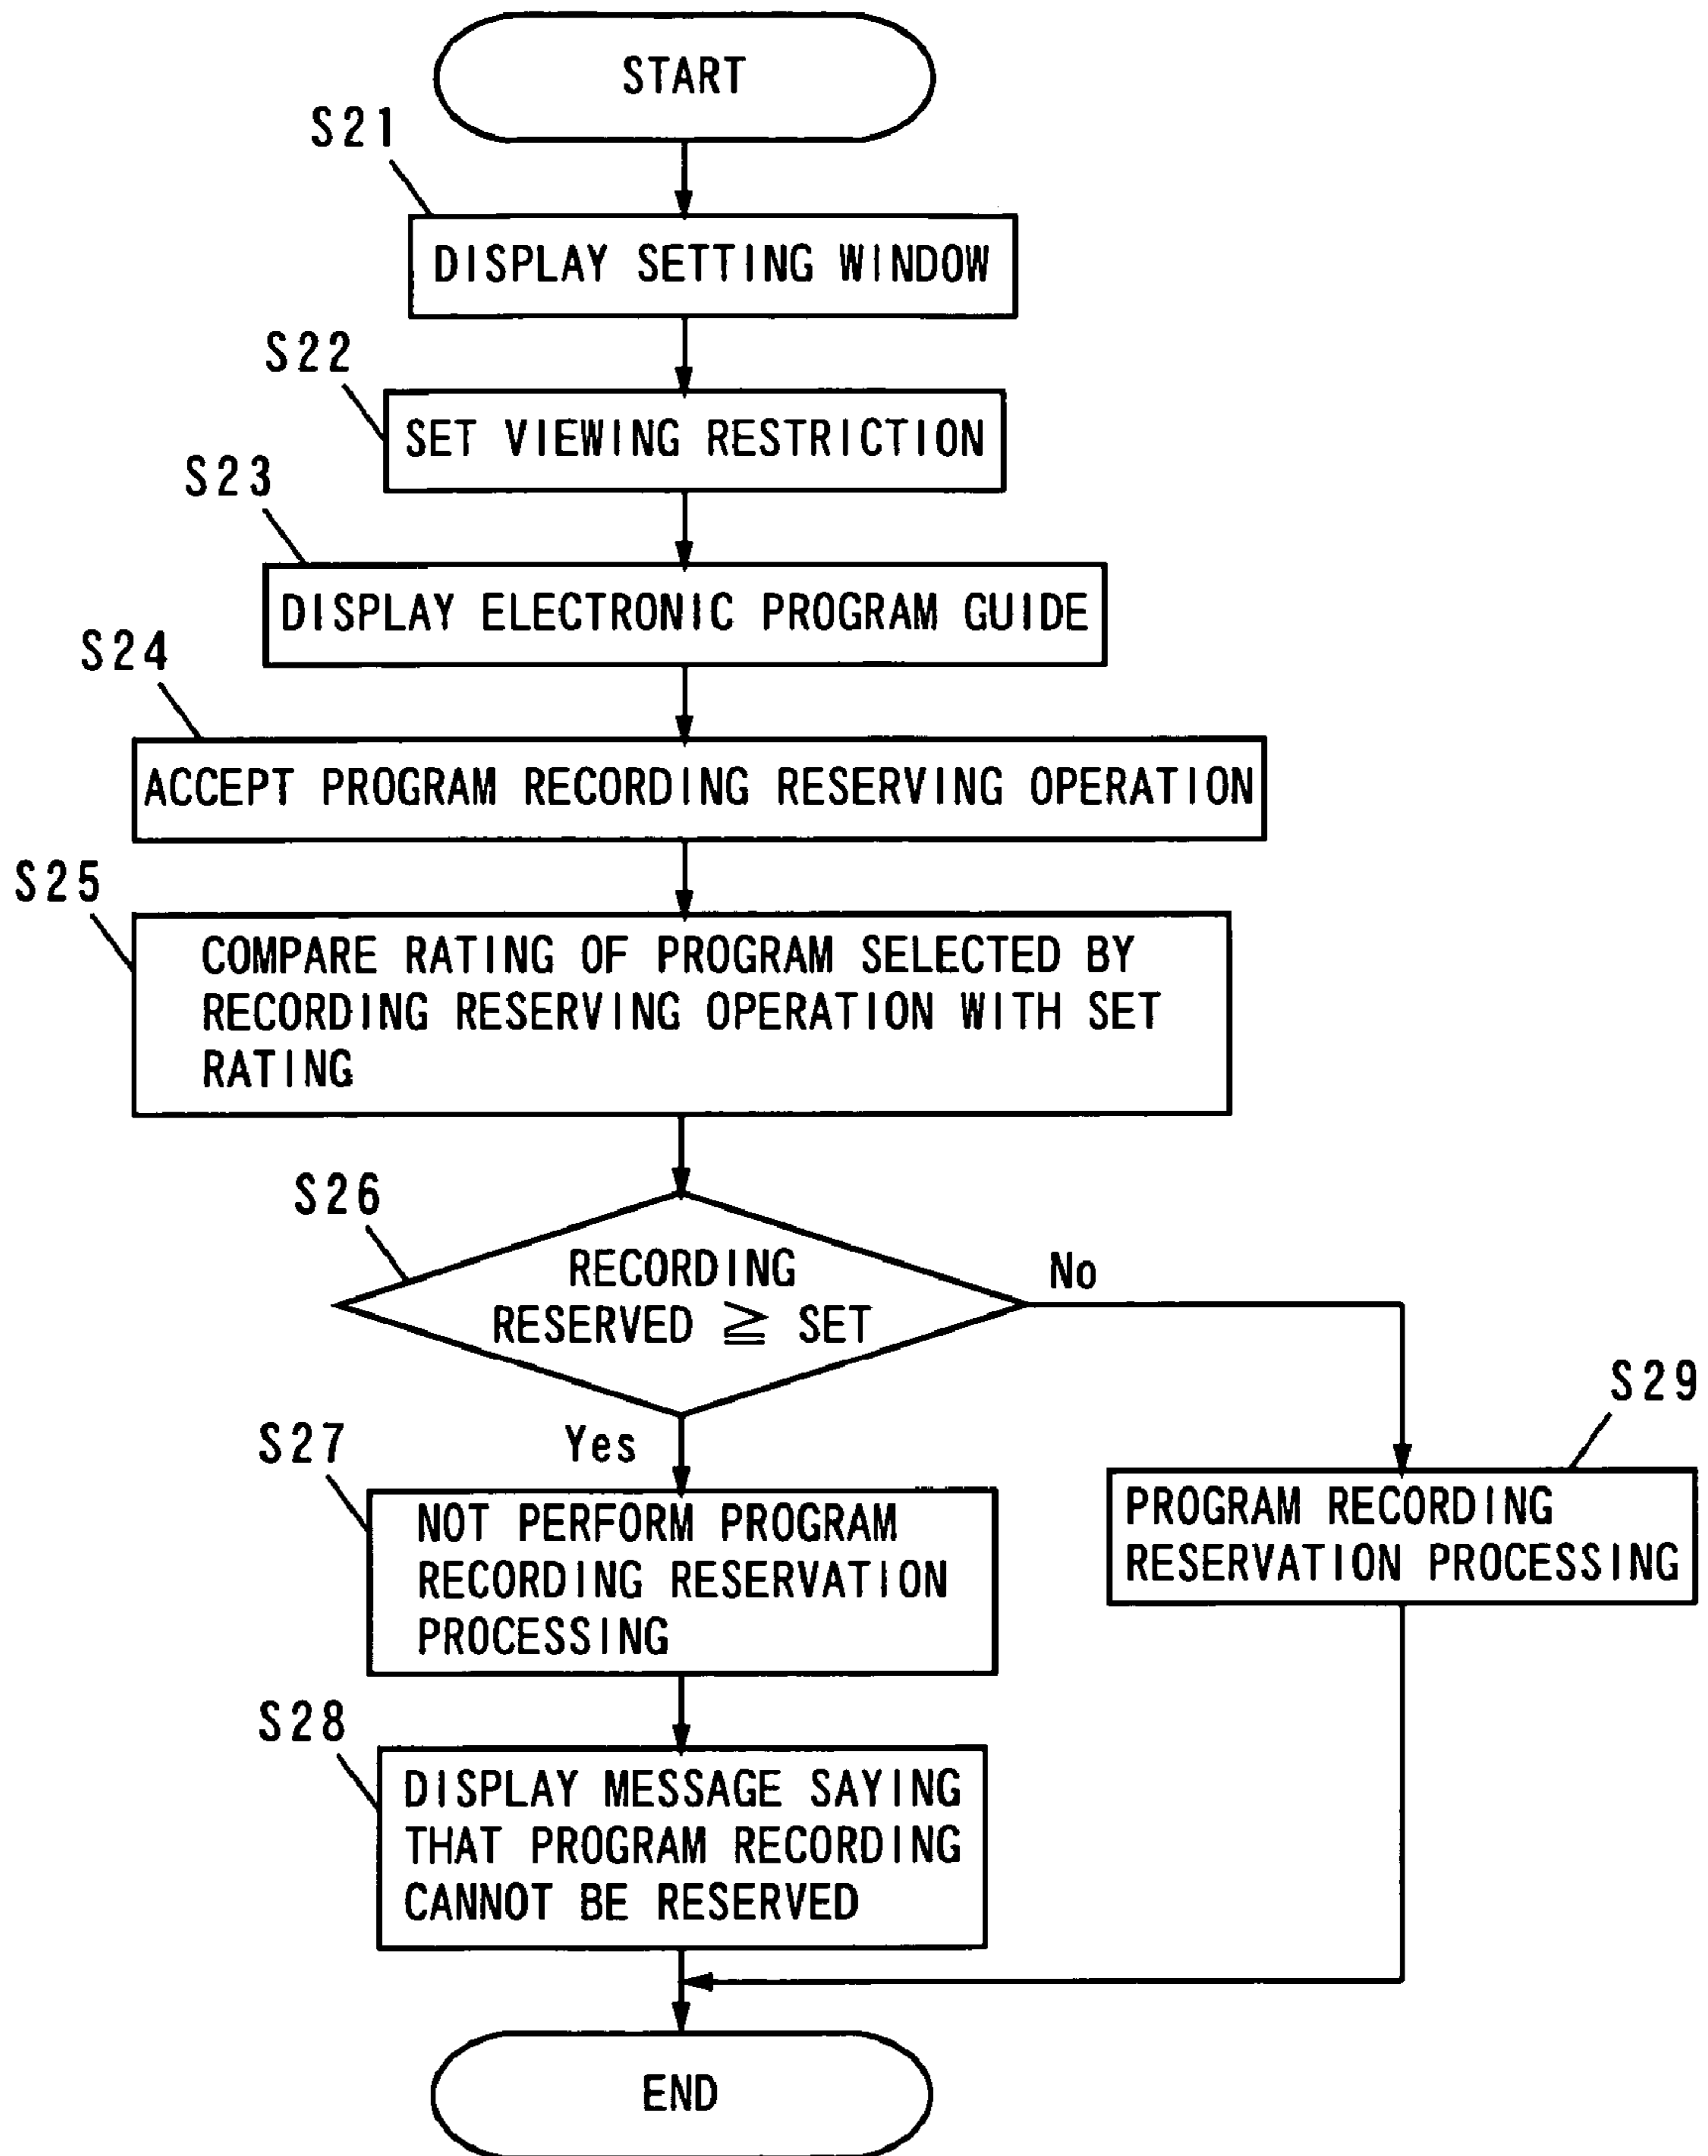 START
S21
DISPLAY SETTING WINDOW
S22
SET VIEWING RESTRICTION
S23
DISPLAY ELECTRONIC PROGRAM GUIDE
S24
ACCEPT PROGRAM RECORDING RESERVING OPERATION
S25
COMPARE RATING OF PROGRAM SELECTED BY
RECORDING RESERVING OPERATION WITH SET
RATING
S26
RECORDING
RESERVED ≧ SET
No
Yes
S27
NOT PERFORM PROGRAM
RECORDING RESERVATION
PROCESSING
S29
PROGRAM RECORDING
RESERVATION PROCESSING
S28
DISPLAY MESSAGE SAYING
THAT PROGRAM RECORDING
CANNOT BE RESERVED
END